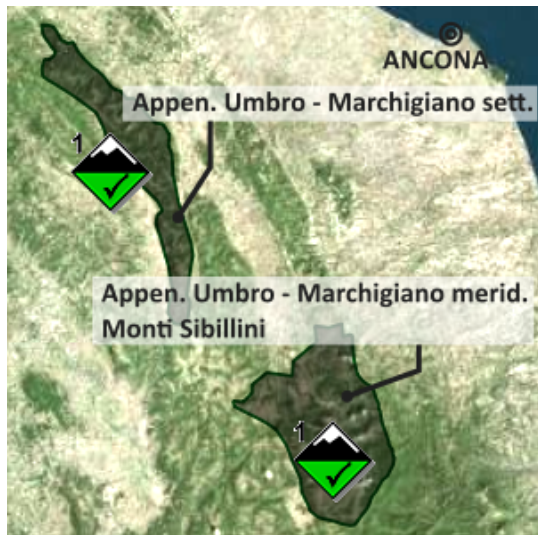 ANCONA
Appen. Umbro - Marchigiano sett.
1
Appen. Umbro - Marchigiano merid.
Monti Sibillini
1